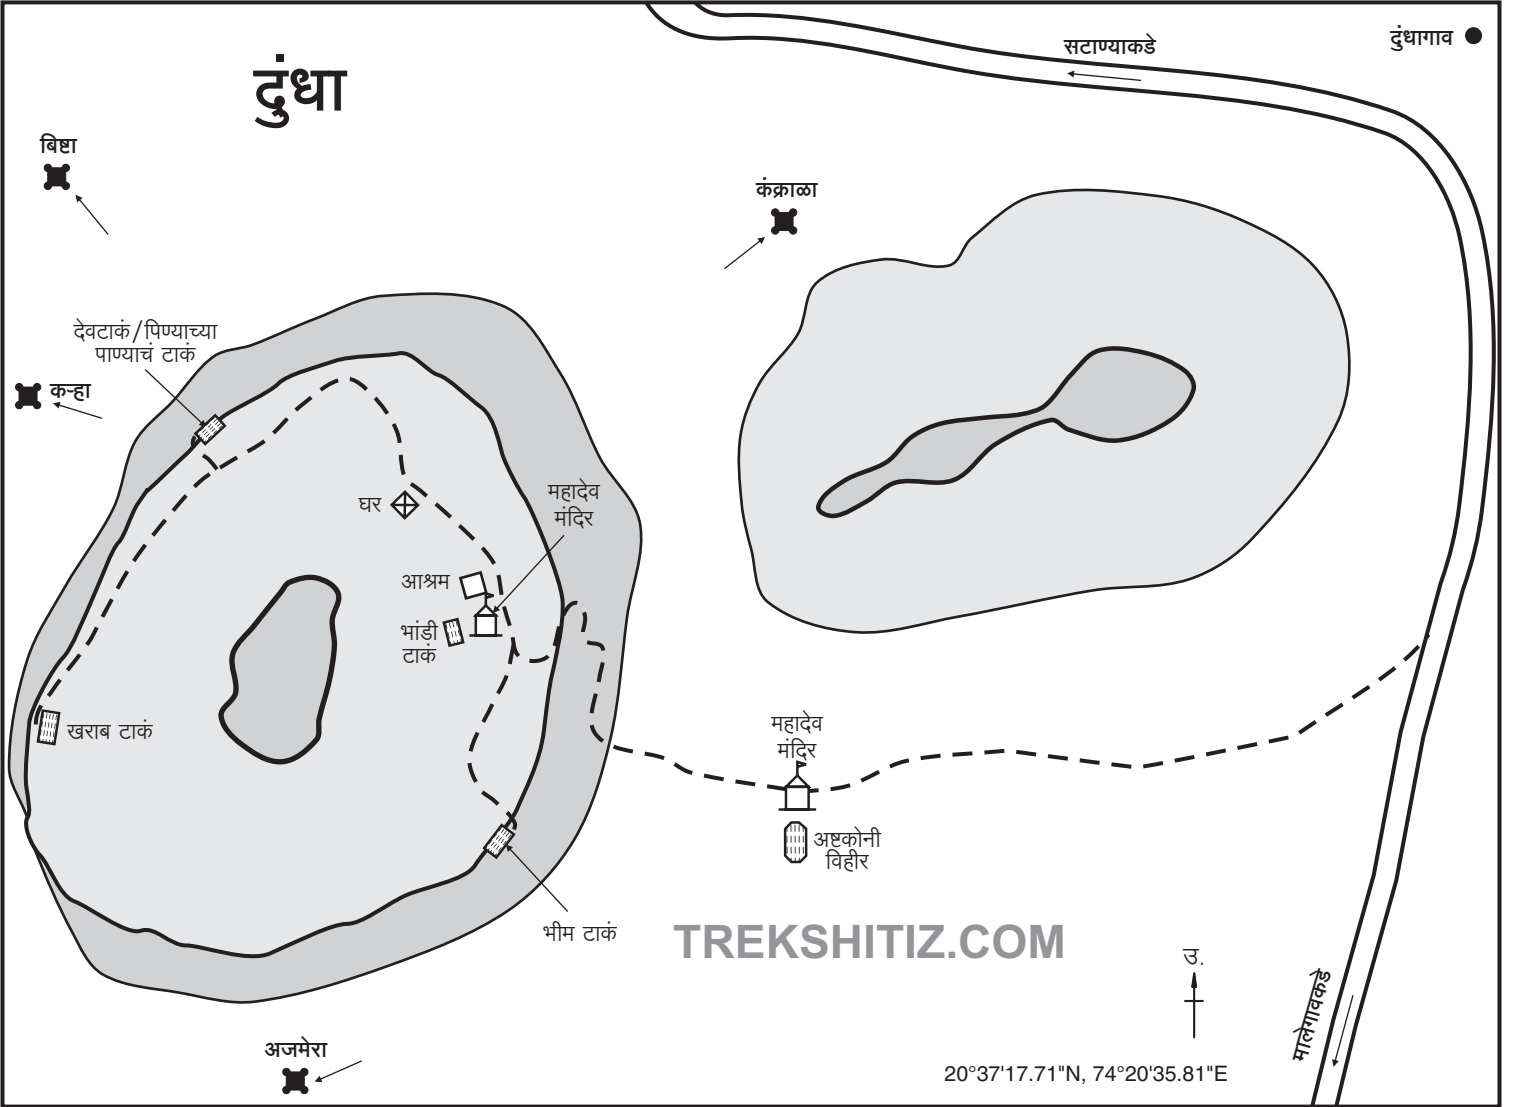 सटाण्याकडे
दुंधागाव
दुंधा
बिष्टा
कंक्राळा
देवटाकं/पिण्याच्या
पाण्याचं टाकं
कऱ्हा
महादेव
मंदिर
घर
आश्रम
भांडी
टाकं
खराब टाकं
महादेव
मंदिर
अष्टकोनी
विहीर
भीम टाकं
TREKSHITIZ.COM
उ.
मालेगावकडे
अजमेरा
20°37'17.71"N, 74°20'35.81"E